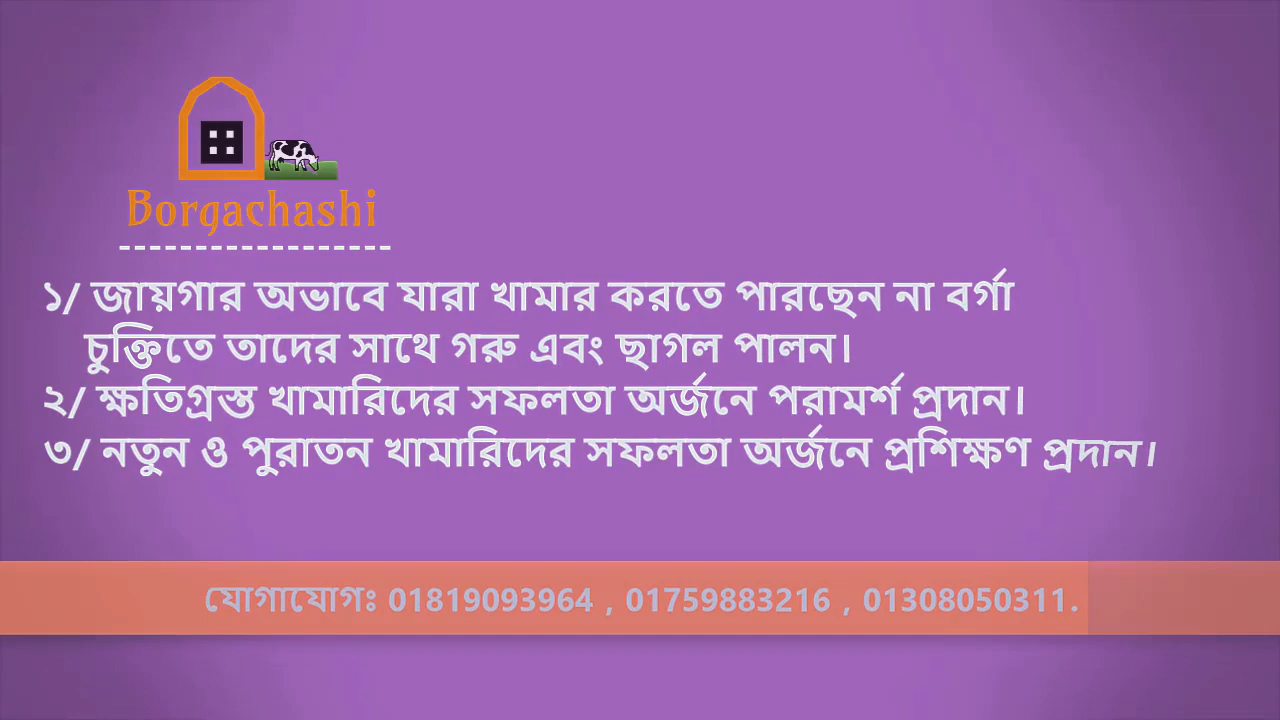 Borgachashi
১/ জায়গার অভাবে যারা খামার করতে পারছেন না বর্গা
চুক্তিতে তাদের সাথে গরু এবং ছাগল পালন।
২/ ক্ষতিগ্রস্ত খামারিদের সফলতা অর্জনে পরামর্শ প্রদান।
৩/ নতুন ও পুরাতন খামারিদের সফলতা অর্জনে প্রশিক্ষণ প্রদান।
যোগাযোগঃ 01819093964 , 01759883216 , 01308050311.